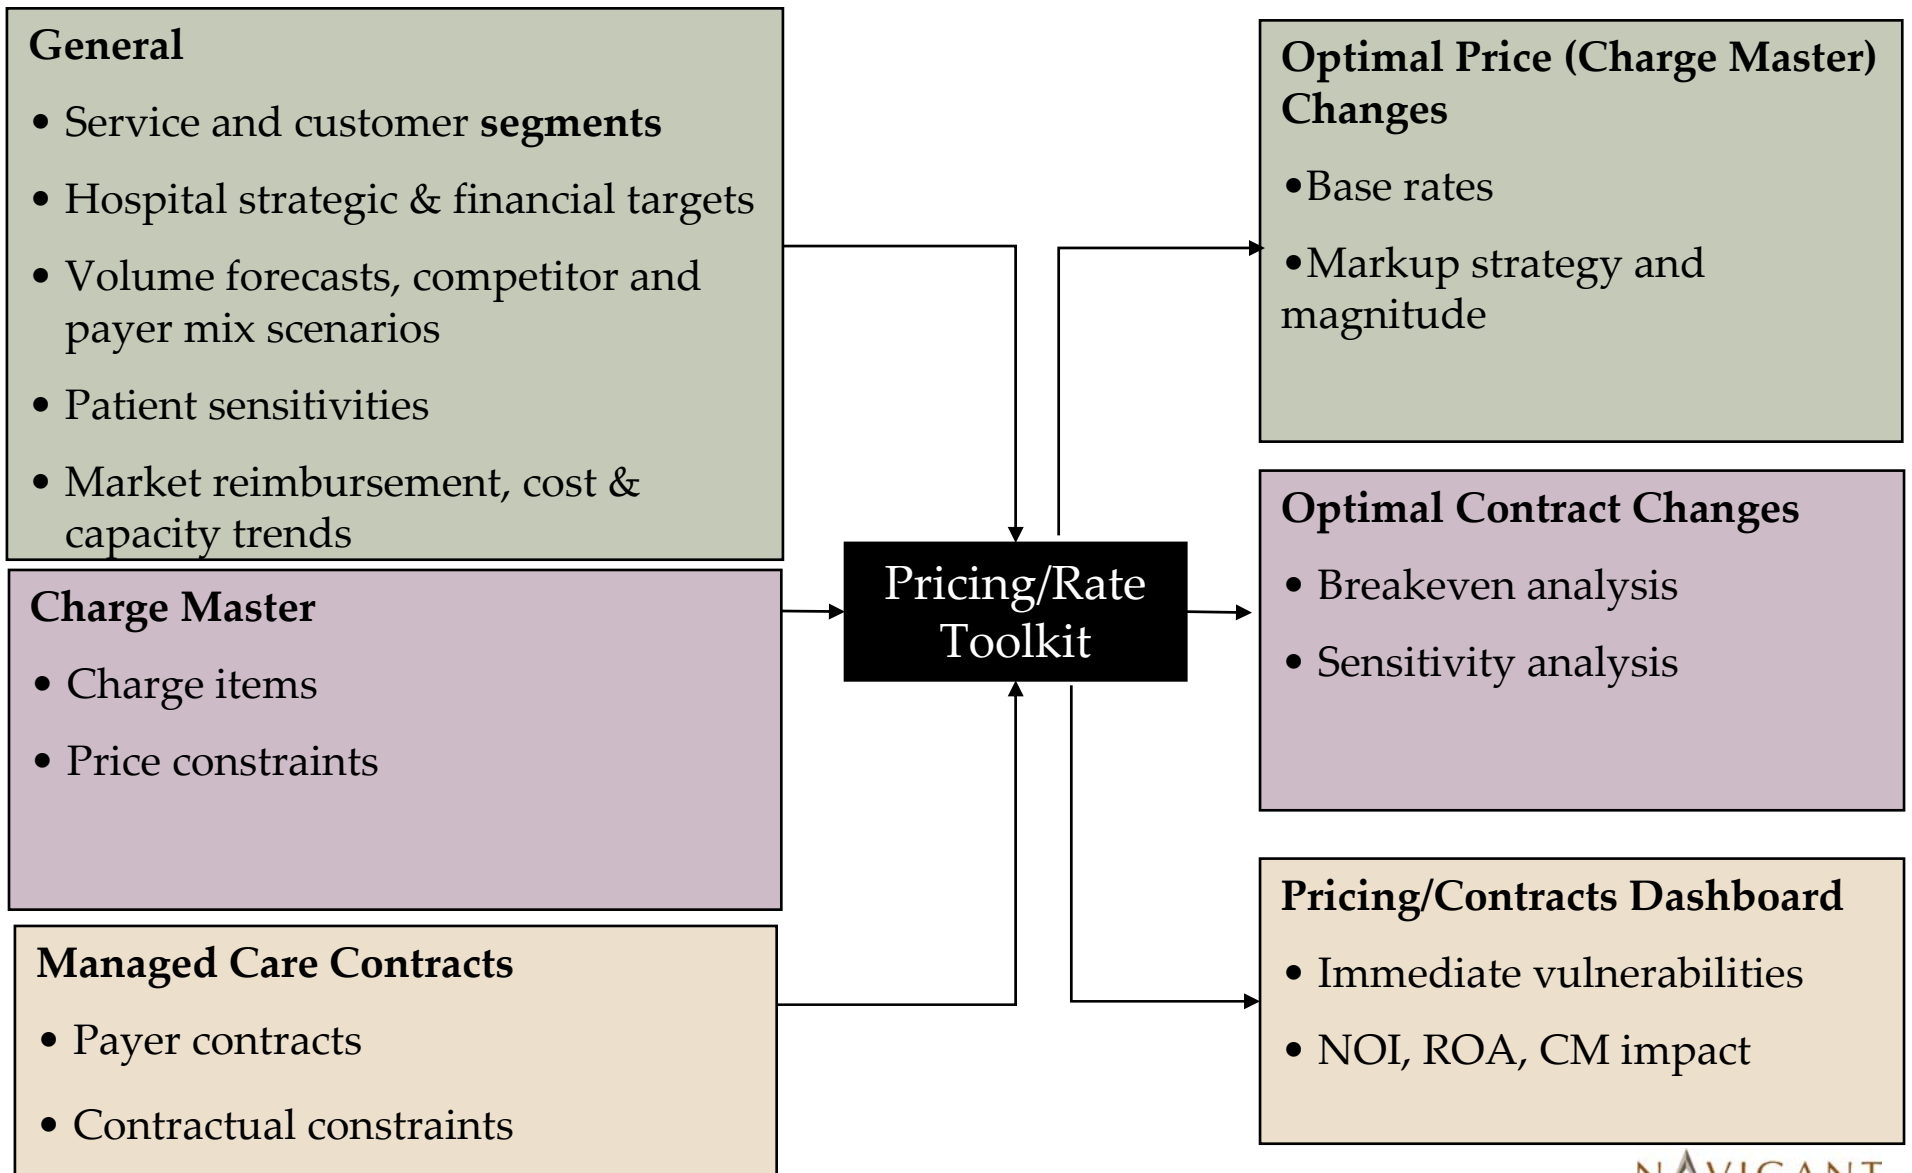 General
• Service and customer segments
• Hospital strategic & financial targets
• Volume forecasts, competitor and
payer mix scenarios
• Patient sensitivities
• Market reimbursement, cost &
capacity trends
Charge Master
• Charge items
• Price constraints
Managed Care Contracts
• Payer contracts
• Contractual constraints
Pricing/Rate
Toolkit
Optimal Price (Charge Master)
Changes
•Base rates
•Markup strategy and
magnitude
Optimal Contract Changes
• Breakeven analysis
• Sensitivity analysis
Pricing/Contracts Dashboard
• Immediate vulnerabilities
• NOI, ROA, CM impact
NAVIGANT